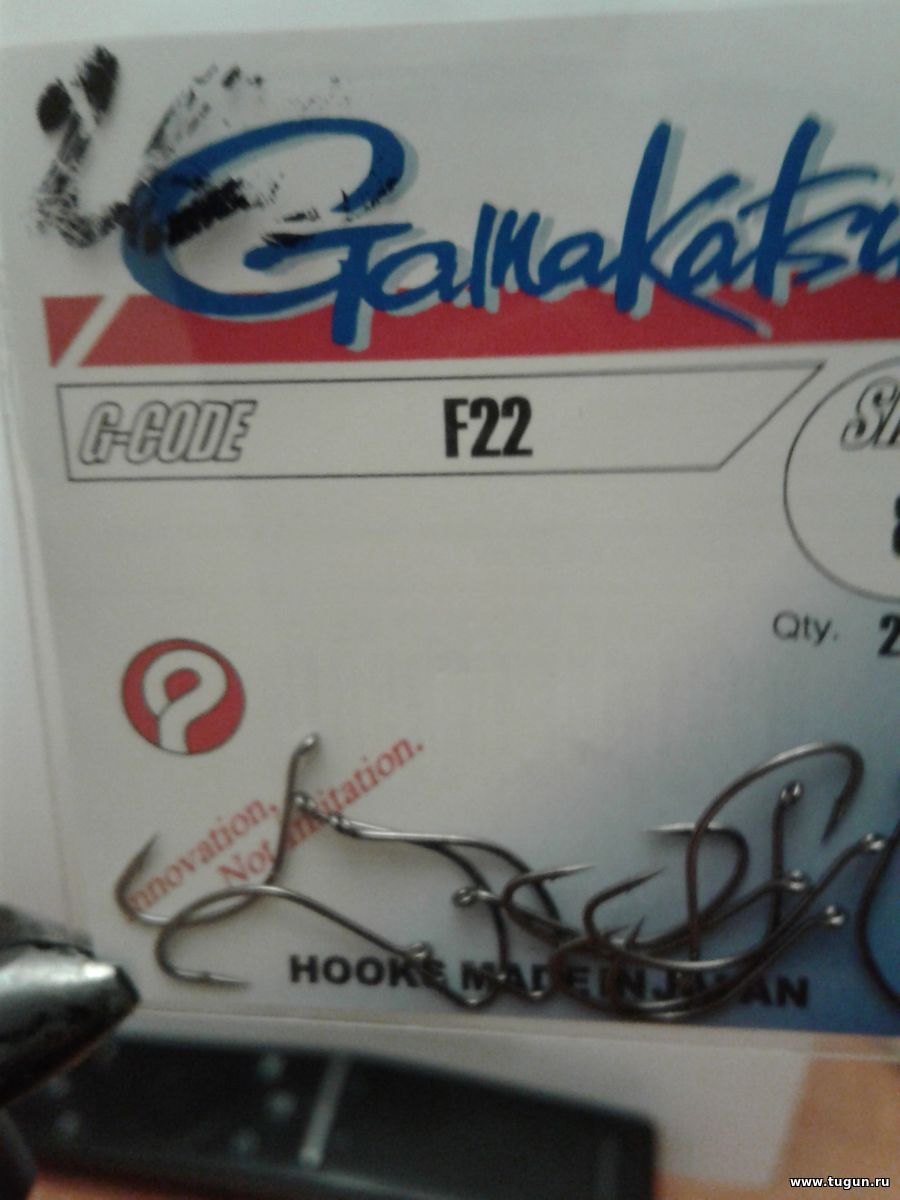 Gamakatsu
G-CODE
F22
Qty.
Innovation,
Not imitation.
HOOKS MADE IN JAPAN
www.tugun.ru